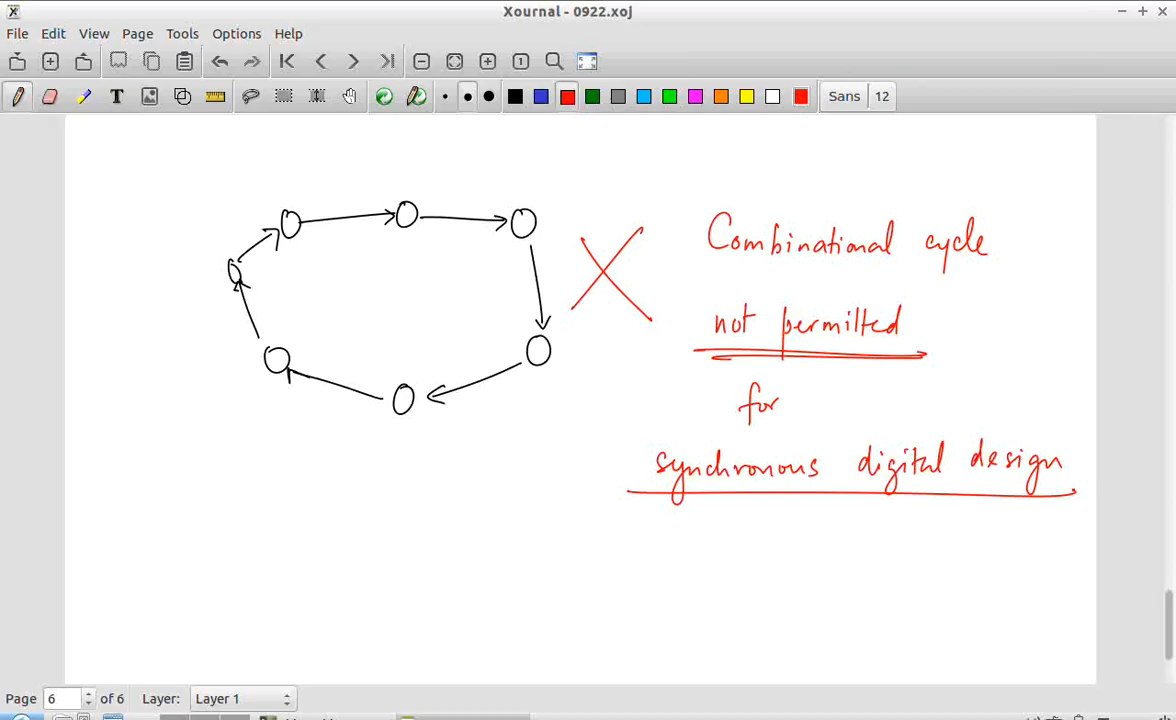 Xournal - 0922.xoj
File Edit View Page Tools Options Help
Sans 12
Combinational cycle
not permitted
for
synchronous digital design
Page 6 of 6 Layer: Layer 1